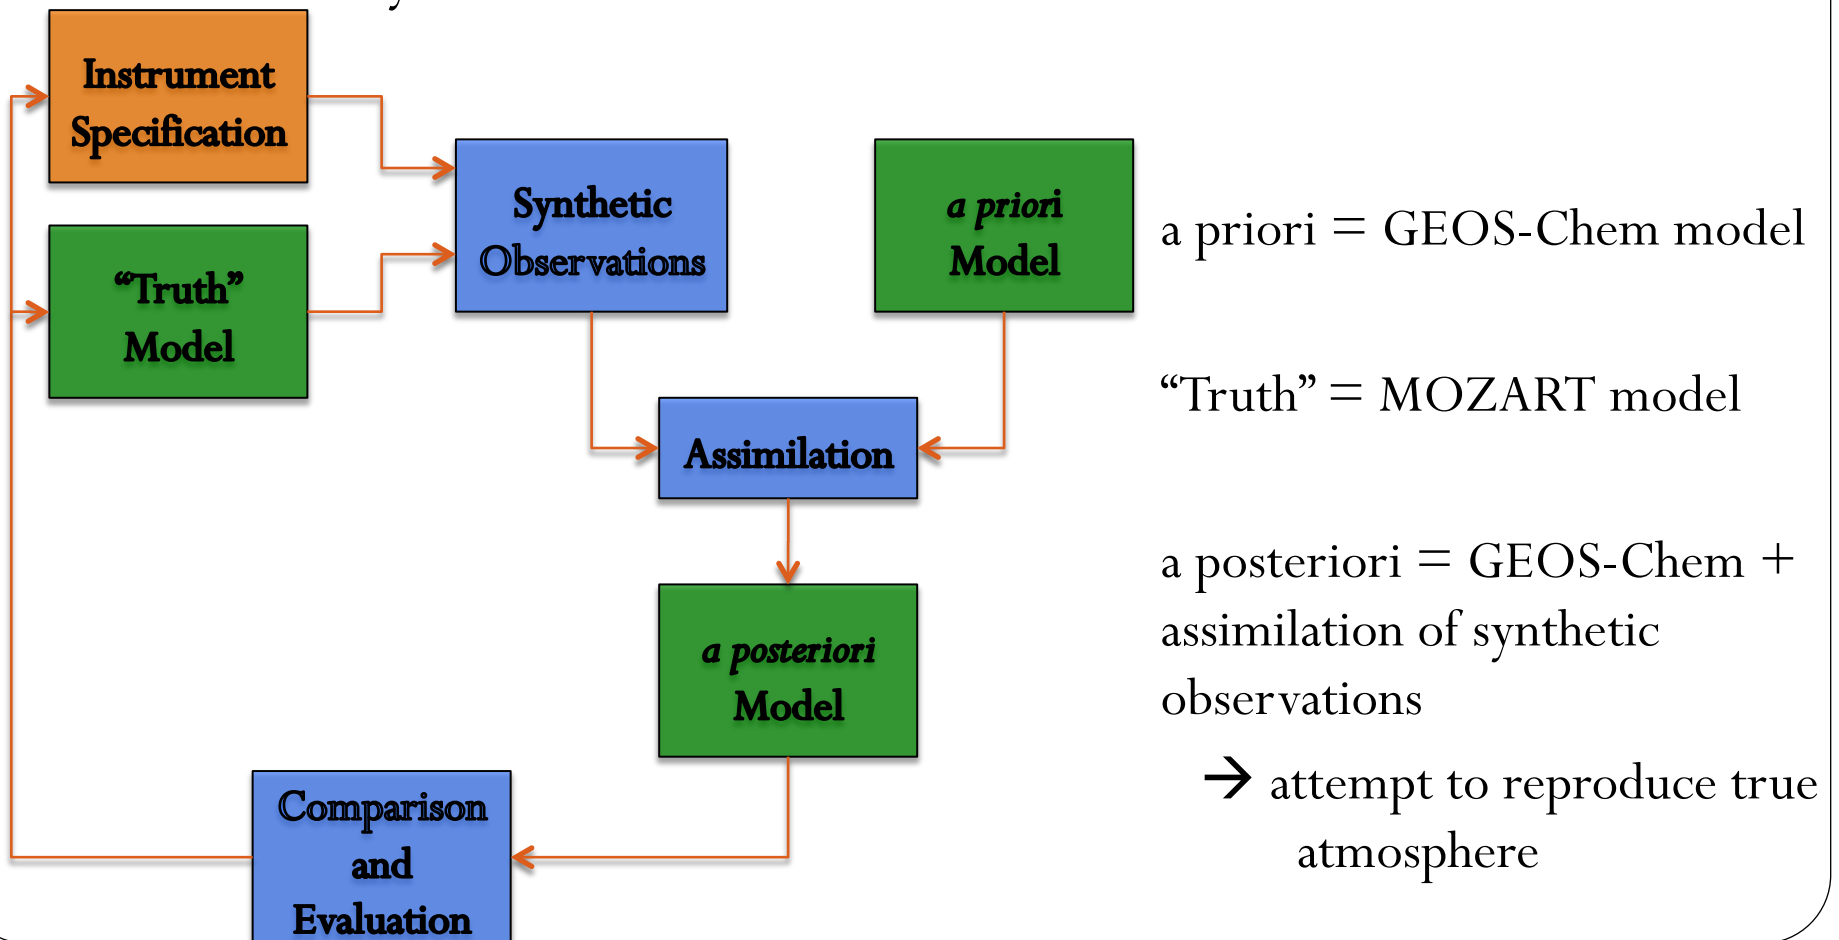 Instrument
Specification
“Truth”
Model
Synthetic
Observations
a priori
Model
Assimilation
a posteriori
Model
Comparison
and
Evaluation
a priori = GEOS-Chem model
“Truth” = MOZART model
a posteriori = GEOS-Chem +
assimilation of synthetic
observations
→ attempt to reproduce true
atmosphere